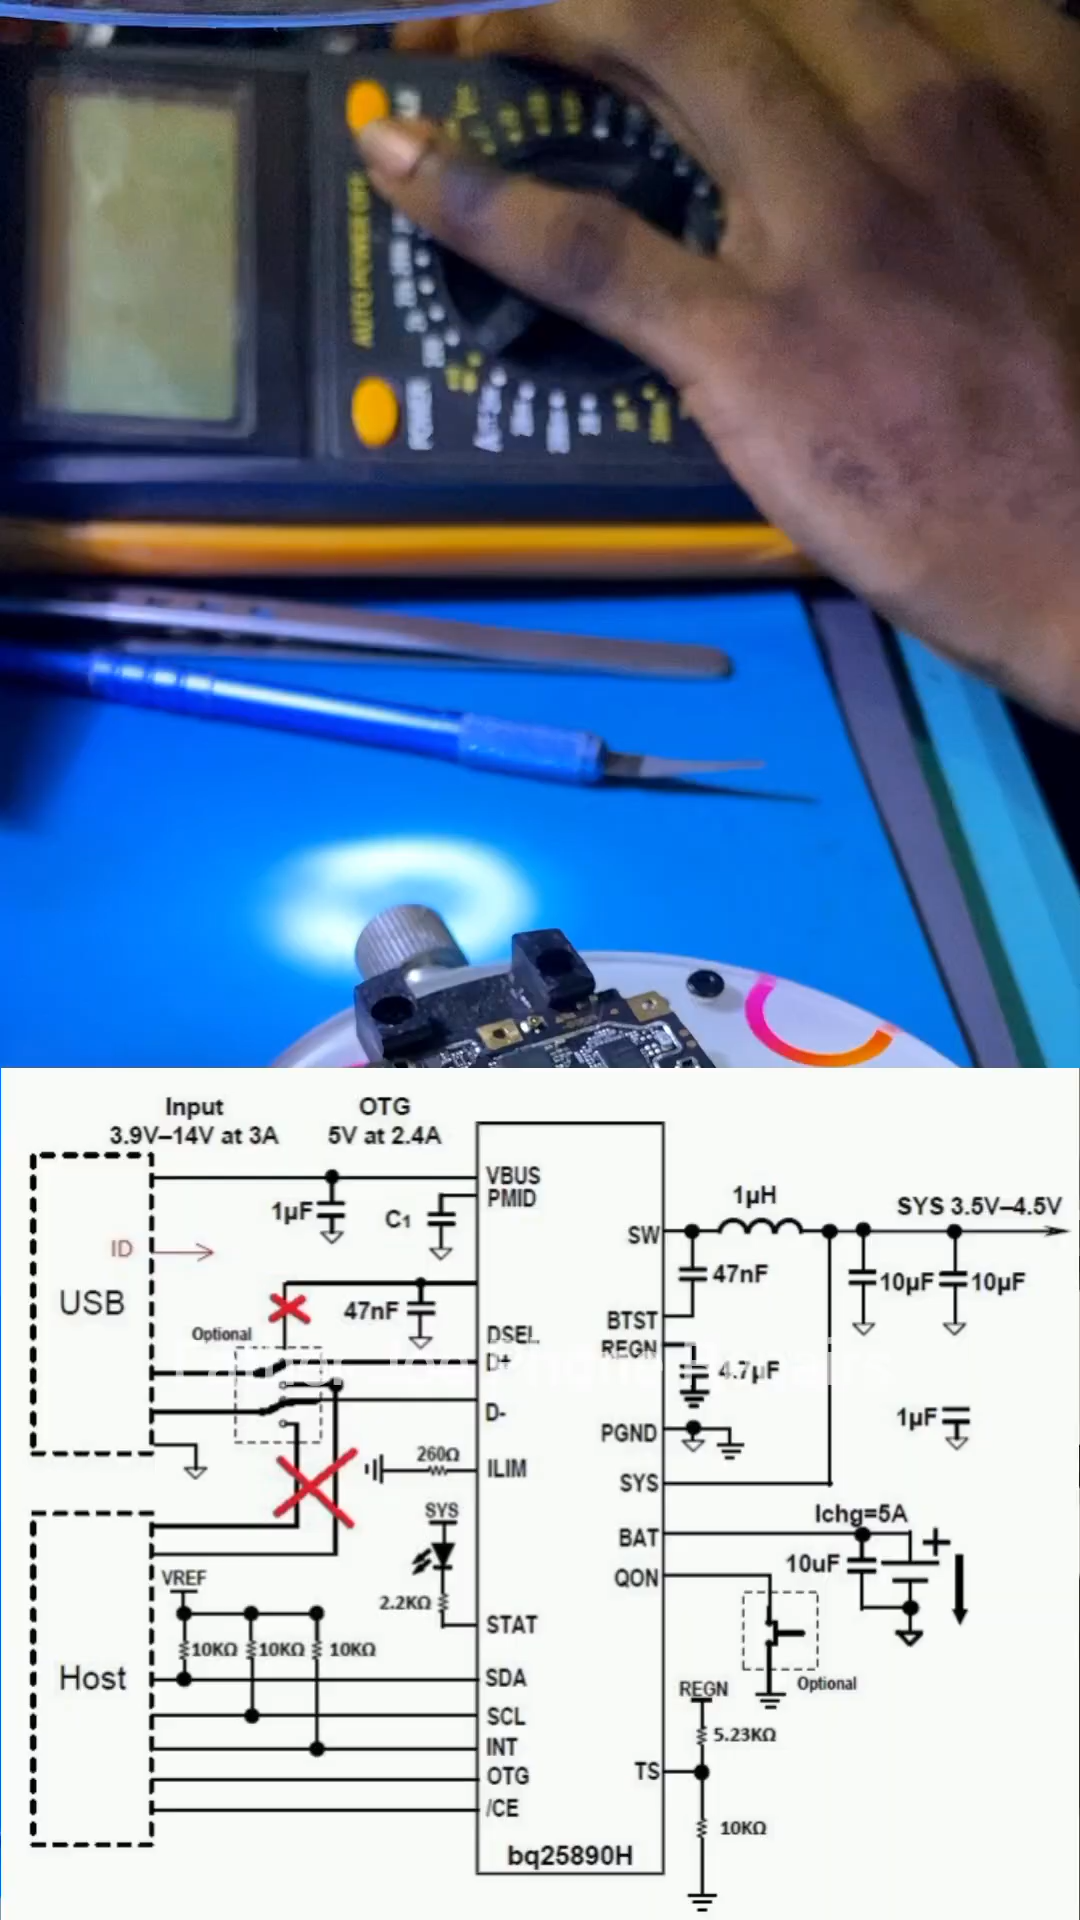 AUTO POWER OFF
POWER
Input
3.9V–14V at 3A
OTG
5V at 2.4A
VBUS
PMID
1µF
C1
ID
USB
47nF
Optional
DSEL
D+
D-
260Ω
ILIM
SYS
2.2KΩ
STAT
VREF
10KΩ
10KΩ
10KΩ
Host
SDA
SCL
INT
OTG
/CE
bq25890H
SW
1µH
SYS 3.5V–4.5V
47nF
10µF
10µF
BTST
REGN
4.7µF
PGND
1µF
SYS
Ichg=5A
BAT
10uF
QON
Optional
REGN
5.23KΩ
TS
10KΩ